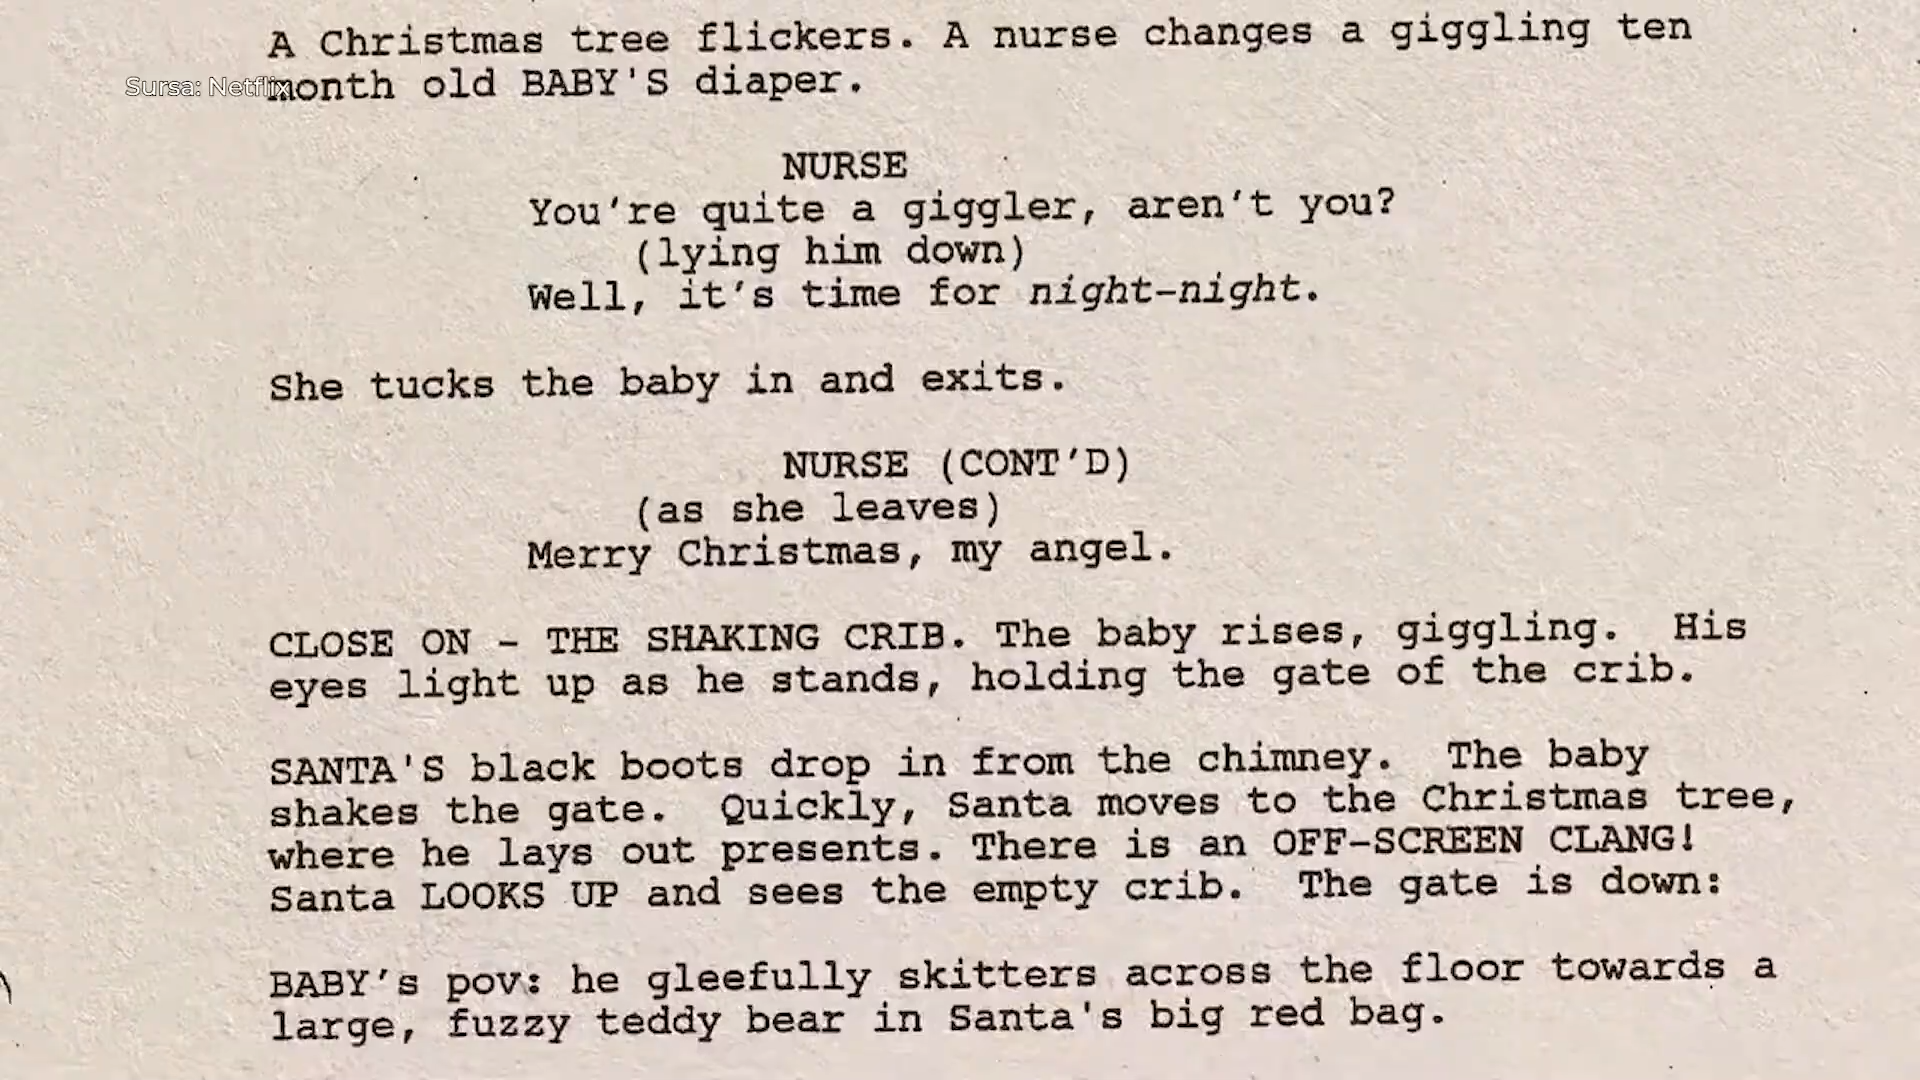 A Christmas tree flickers. A nurse changes a giggling ten
Sursa: Netflix
month old BABY'S diaper.
NURSE
You're quite a giggler, aren't you?
(lying him down)
Well, it's time for night-night.
She tucks the baby in and exits.
NURSE (CONT'D)
(as she leaves)
Merry Christmas, my angel.
CLOSE ON - THE SHAKING CRIB. The baby rises, giggling. His
eyes light up as he stands, holding the gate of the crib.
SANTA'S black boots drop in from the chimney. The baby
shakes the gate. Quickly, Santa moves to the Christmas tree,
where he lays out presents. There is an OFF-SCREEN CLANG!
Santa LOOKS UP and sees the empty crib. The gate is down:
BABY's pov: he gleefully skitters across the floor towards a
large, fuzzy teddy bear in Santa's big red bag.